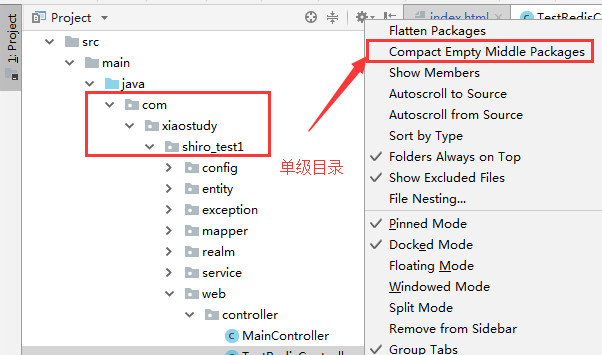 1: Project
Project
src
main
java
com
xiaostudy
shiro_test1
config
entity
exception
mapper
realm
service
web
controller
MainController
单级目录
index.html
Flatten Packages
Compact Empty Middle Packages
Show Members
Autoscroll to Source
Autoscroll from Source
Sort by Type
Folders Always on Top
Show Excluded Files
File Nesting...
Pinned Mode
Docked Mode
Floating Mode
Windowed Mode
Split Mode
Remove from Sidebar
Group Tabs